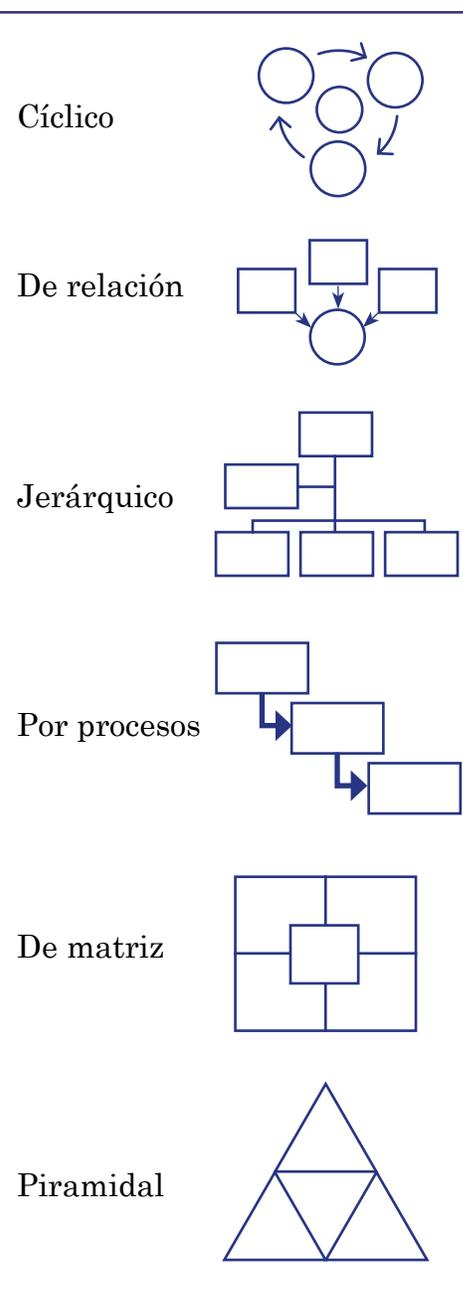 Cíclico
De relación
Jerárquico
Por procesos
De matriz
Piramidal